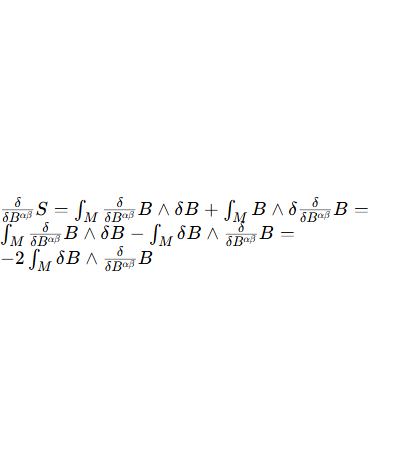 $\frac{\delta}{\delta B^{\alpha\beta}} S = \int_M \frac{\delta}{\delta B^{\alpha\beta}} B \wedge \delta B + \int_M B \wedge \delta \frac{\delta}{\delta B^{\alpha\beta}} B =$
$\int_M \frac{\delta}{\delta B^{\alpha\beta}} B \wedge \delta B - \int_M \delta B \wedge \frac{\delta}{\delta B^{\alpha\beta}} B =$
$-2 \int_M \delta B \wedge \frac{\delta}{\delta B^{\alpha\beta}} B$